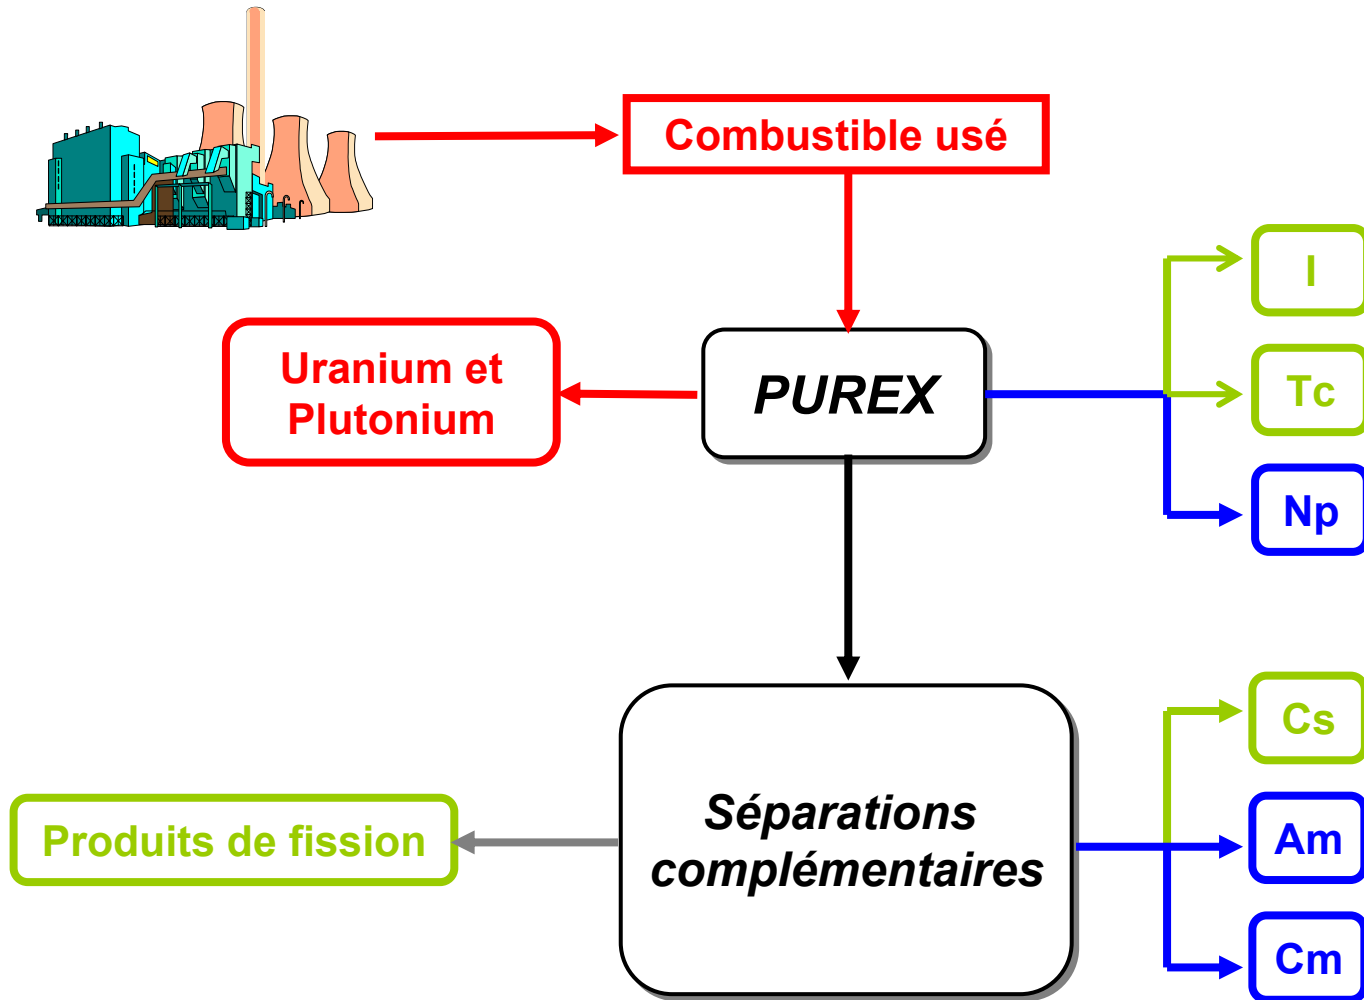 Combustible usé
I
Uranium et
Plutonium
PUREX
Tc
Np
Cs
Produits de fission
Séparations
complémentaires
Am
Cm